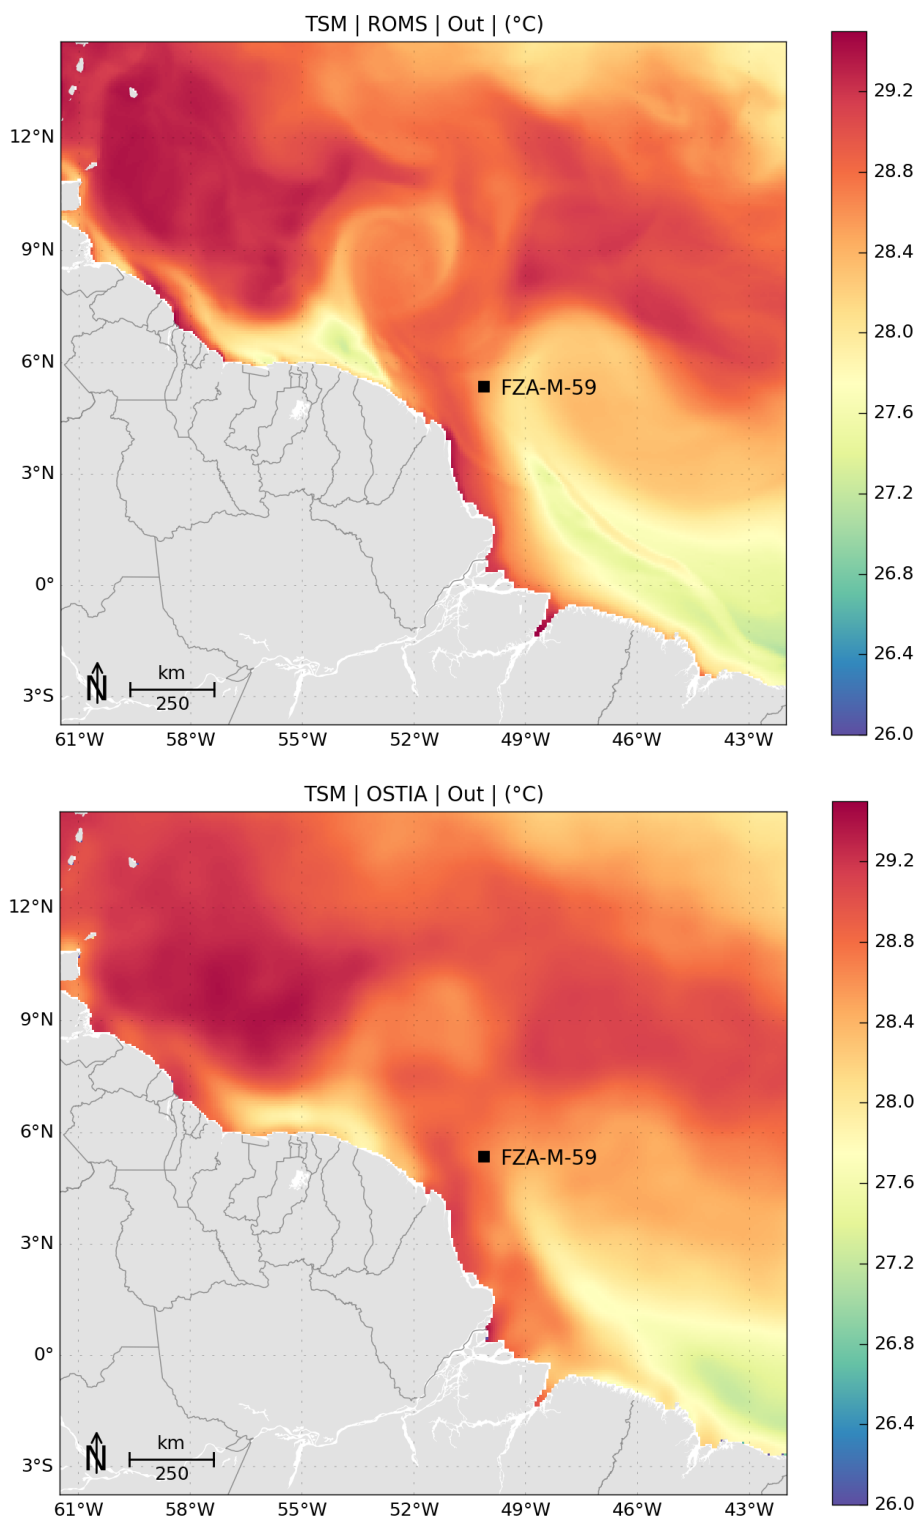 TSM | ROMS | Out | (°C)
12°N
9°N
6°N
3°N
0°
3°S
61°W
58°W
55°W
52°W
49°W
46°W
43°W
FZA-M-59
N
km
250
29.2
28.8
28.4
28.0
27.6
27.2
26.8
26.4
26.0
TSM | OSTIA | Out | (°C)
12°N
9°N
6°N
3°N
0°
3°S
61°W
58°W
55°W
52°W
49°W
46°W
43°W
FZA-M-59
N
km
250
29.2
28.8
28.4
28.0
27.6
27.2
26.8
26.4
26.0